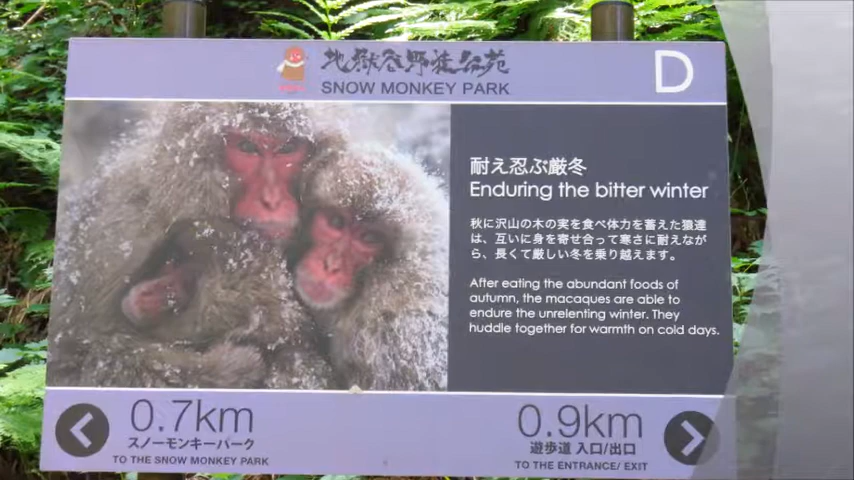 地獄谷野猿公苑
SNOW MONKEY PARK
D
耐え忍ぶ厳冬
Enduring the bitter winter
秋に沢山の木の実を食べ体力を蓄えた猿達
は、互いに身を寄せ合って寒さに耐えなが
ら、長くて厳しい冬を乗り越えます。
After eating the abundant foods of
autumn, the macaques are able to
endure the unrelenting winter. They
huddle together for warmth on cold days.
0.7km
スノーモンキーパーク
TO THE SNOW MONKEY PARK
0.9km
遊歩道 入口/出口
TO THE ENTRANCE/EXIT